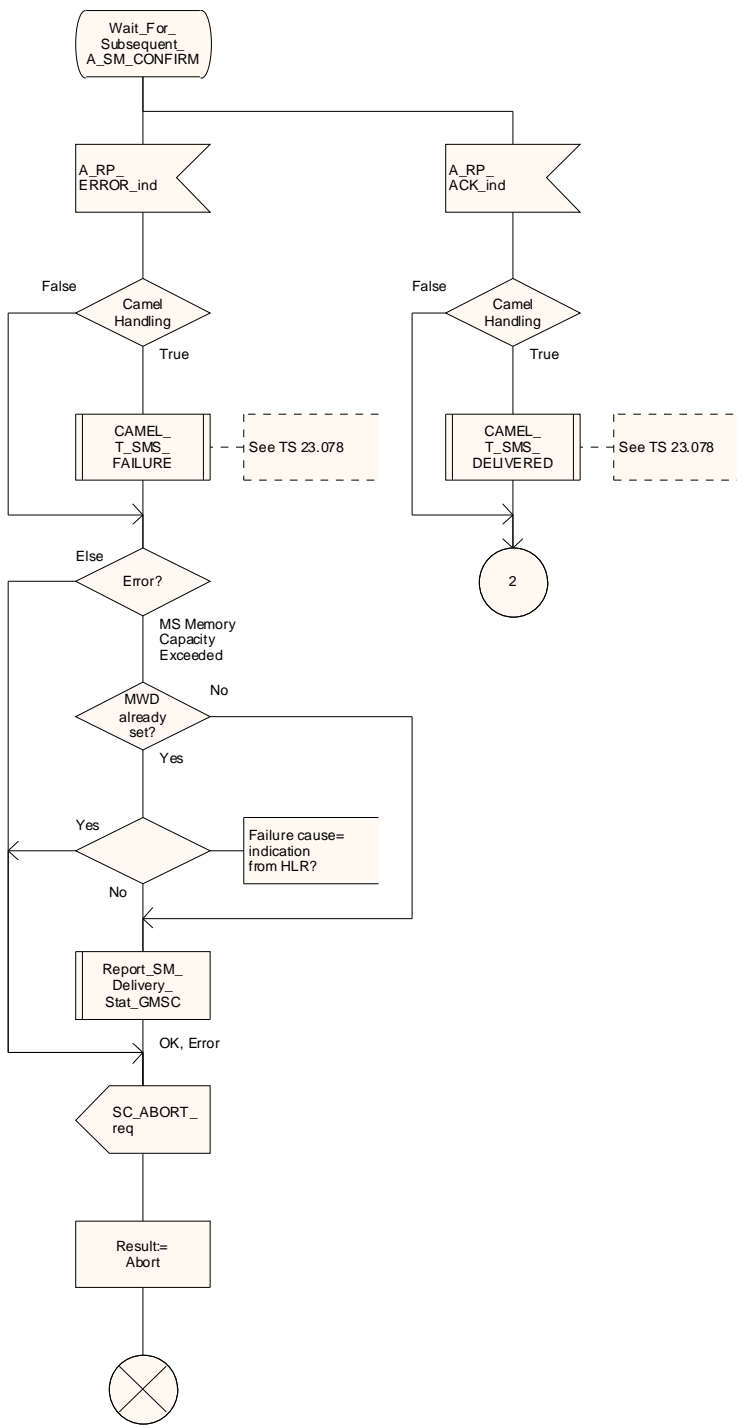 Wait_For_
Subsequent_
A_SM_CONFIRM
A_RP_
ERROR_ind
A_RP_
ACK_ind
False
Camel
Handling
True
False
Camel
Handling
True
CAMEL_
T_SMS_
FAILURE
See TS 23.078
CAMEL_
T_SMS_
DELIVERED
See TS 23.078
Else
Error?
2
MS Memory
Capacity
Exceeded
MWD
already
set?
No
Yes
Yes
Failure cause=
indication
from HLR?
No
Report_SM_
Delivery_
Stat_GMSC
OK, Error
SC_ABORT_
req
Result:=
Abort